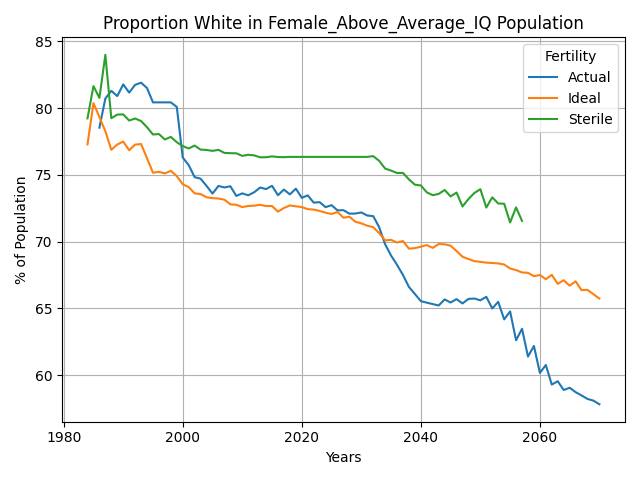 Proportion White in Female_Above_Average_IQ Population
85
80
75
70
65
60
% of Population
1980
2000
2020
2040
2060
Years
Fertility
Actual
Ideal
Sterile